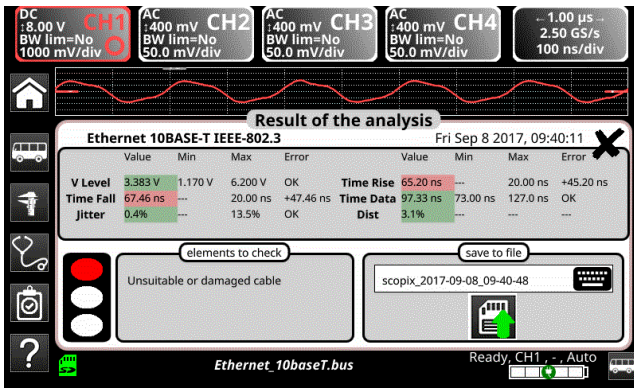 DC CH1
↕8.00 V
BW lim=No
1000 mV/div
AC
↕400 mV CH2
BW lim=No
50.0 mV/div
AC
↕400 mV CH3
BW lim=No
50.0 mV/div
AC
↕400 mV CH4
BW lim=No
50.0 mV/div
←1.00 µs→
2.50 GS/s
100 ns/div
Result of the analysis
Ethernet 10BASE-T IEEE-802.3 Fri Sep 8 2017, 09:40:11
Value Min Max Error Value Min Max Error
V Level 3.383 V 1.170 V 6.200 V OK Time Rise 65.20 ns --- 20.00 ns +45.20 ns
Time Fall 67.46 ns --- 20.00 ns +47.46 ns Time Data 97.33 ns 73.00 ns 127.0 ns OK
Jitter 0.4% --- 13.5% OK Dist 3.1% --- --- ---
elements to check
Unsuitable or damaged cable
save to file
scopix_2017-09-08_09-40-48
?
Ethernet_10baseT.bus
Ready, CH1 , - , Auto